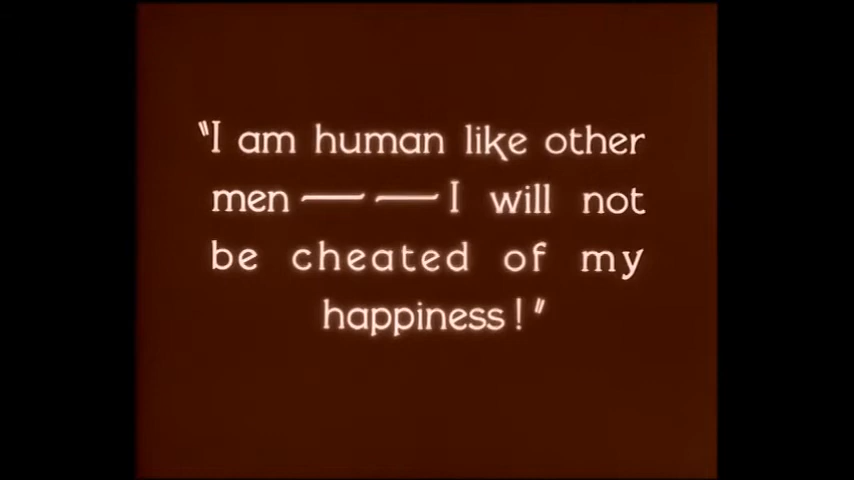 "I am human like other
men — — I will not
be cheated of my
happiness!"